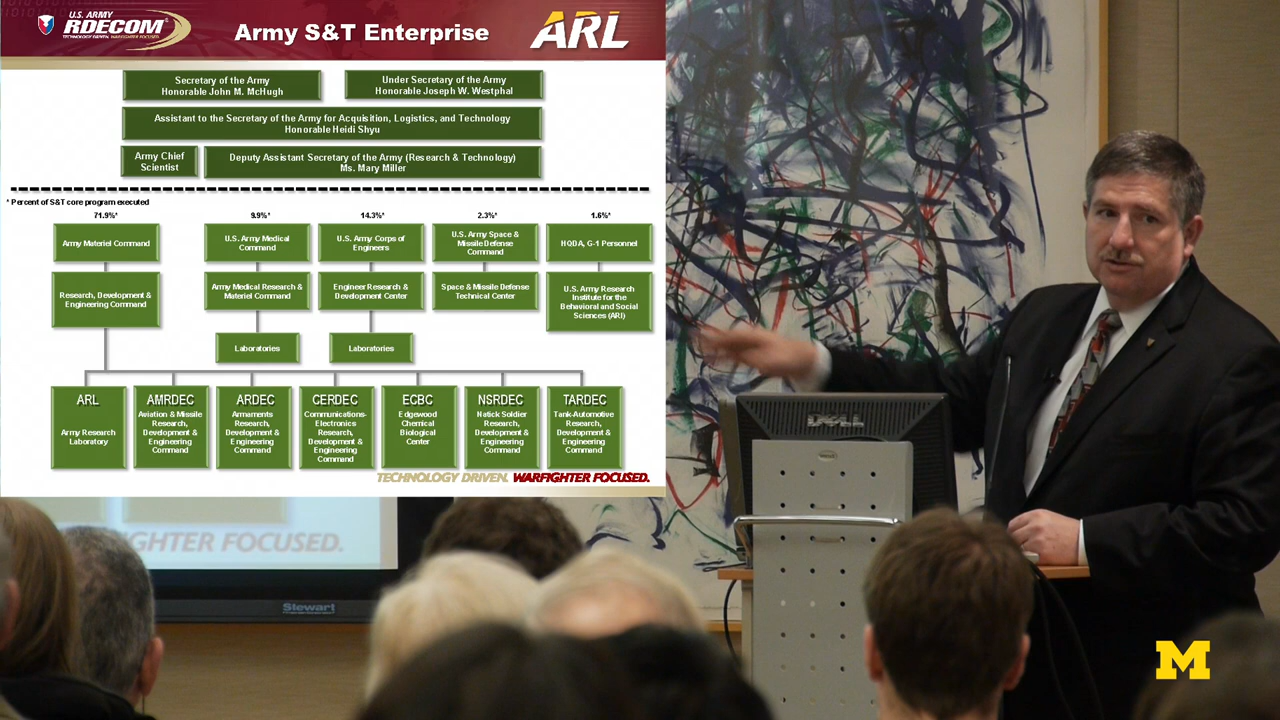 U.S. ARMY
RDECOM
TECHNOLOGY DRIVEN. WARFIGHTER FOCUSED.
Army S&T Enterprise
ARL
Secretary of the Army
Honorable John M. McHugh
Under Secretary of the Army
Honorable Joseph W. Westphal
Assistant to the Secretary of the Army for Acquisition, Logistics, and Technology
Honorable Heidi Shyu
Army Chief
Scientist
Deputy Assistant Secretary of the Army (Research & Technology)
Ms. Mary Miller
* Percent of S&T core program executed
71.9%*
9.9%*
14.3%*
2.3%*
1.6%*
Army Materiel Command
U.S. Army Medical
Command
U.S. Army Corps of
Engineers
U.S. Army Space &
Missile Defense
Command
HQDA, G-1 Personnel
Research, Development &
Engineering Command
Army Medical Research &
Materiel Command
Engineer Research &
Development Center
Space & Missile Defense
Technical Center
U.S. Army Research
Institute for the
Behavioral and Social
Sciences (ARI)
Laboratories
Laboratories
ARL
Army Research
Laboratory
AMRDEC
Aviation & Missile
Research,
Development &
Engineering
Command
ARDEC
Armaments
Research,
Development &
Engineering
Command
CERDEC
Communications-
Electronics
Research,
Development &
Engineering
Command
ECBC
Edgewood
Chemical
Biological
Center
NSRDEC
Natick Soldier
Research,
Development &
Engineering
Command
TARDEC
Tank-Automotive
Research,
Development &
Engineering
Command
TECHNOLOGY DRIVEN. WARFIGHTER FOCUSED.
DELL
GHTER FOCUSED.
Stewart
M